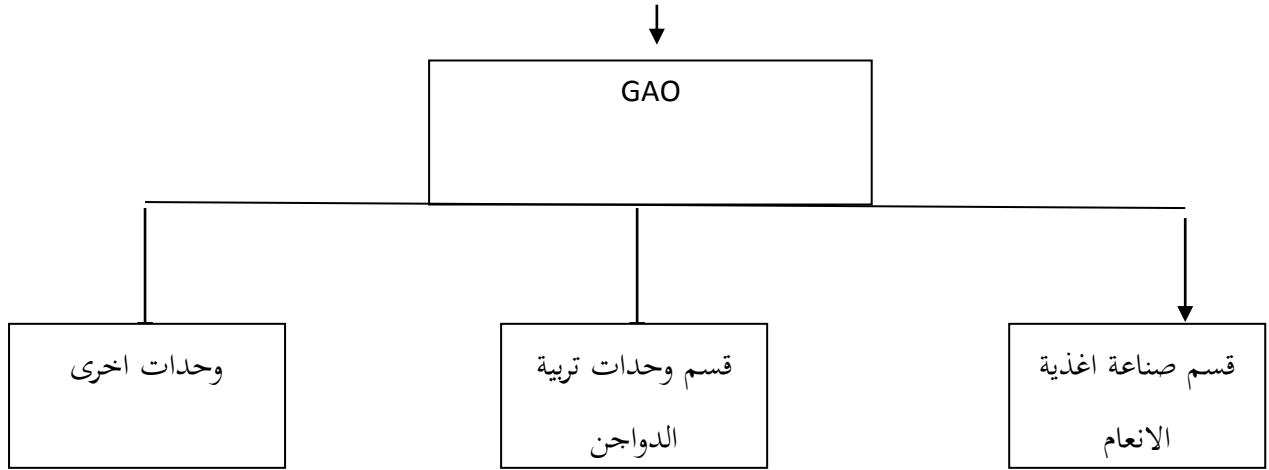 GAO
قسم صناعة اغذية
الانعام
قسم وحدات تربية
الدواجن
وحدات اخرى